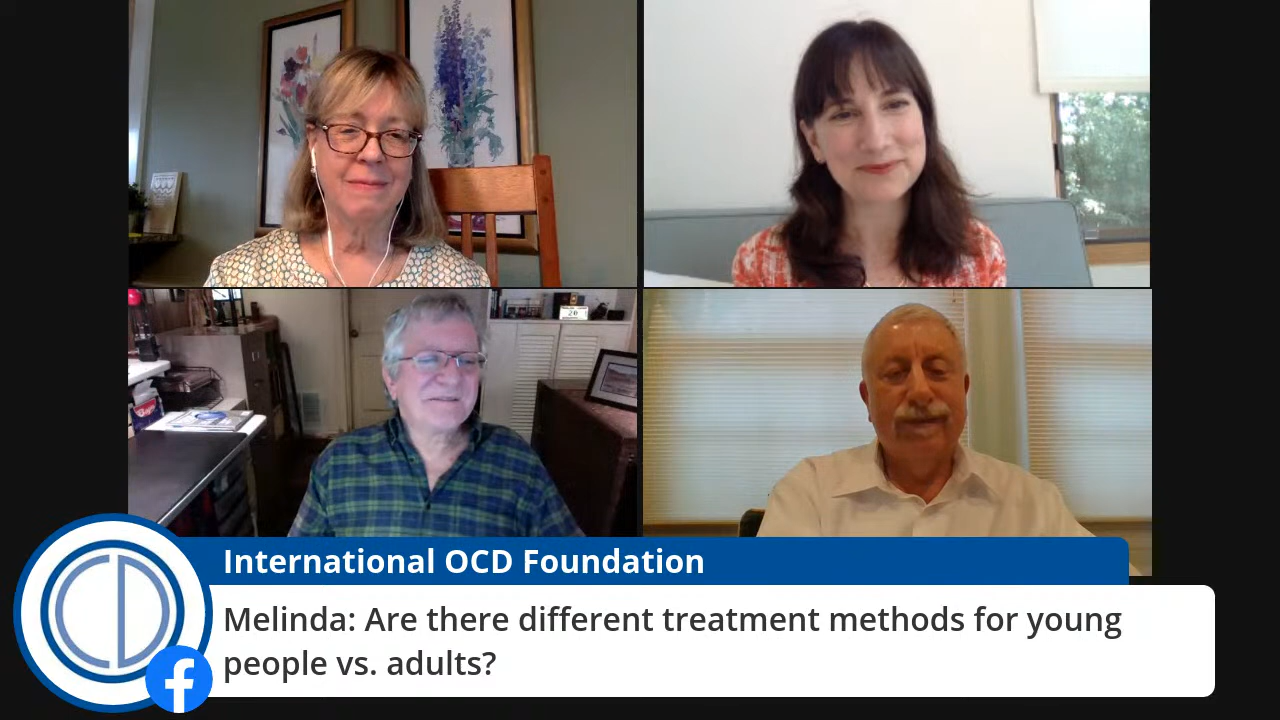 International OCD Foundation
Melinda: Are there different treatment methods for young
people vs. adults?